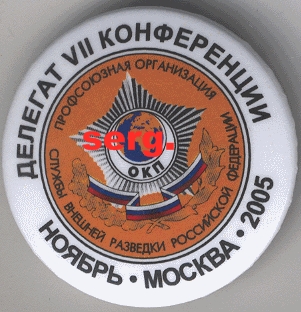 ДЕЛЕГАТ VII КОНФЕРЕНЦИИ
ПРОФСОЮЗНАЯ ОРГАНИЗАЦИЯ
serg.
ОКП
СЛУЖБЫ ВНЕШНЕЙ РАЗВЕДКИ РОССИЙСКОЙ ФЕДЕРАЦИИ
НОЯБРЬ • МОСКВА • 2005